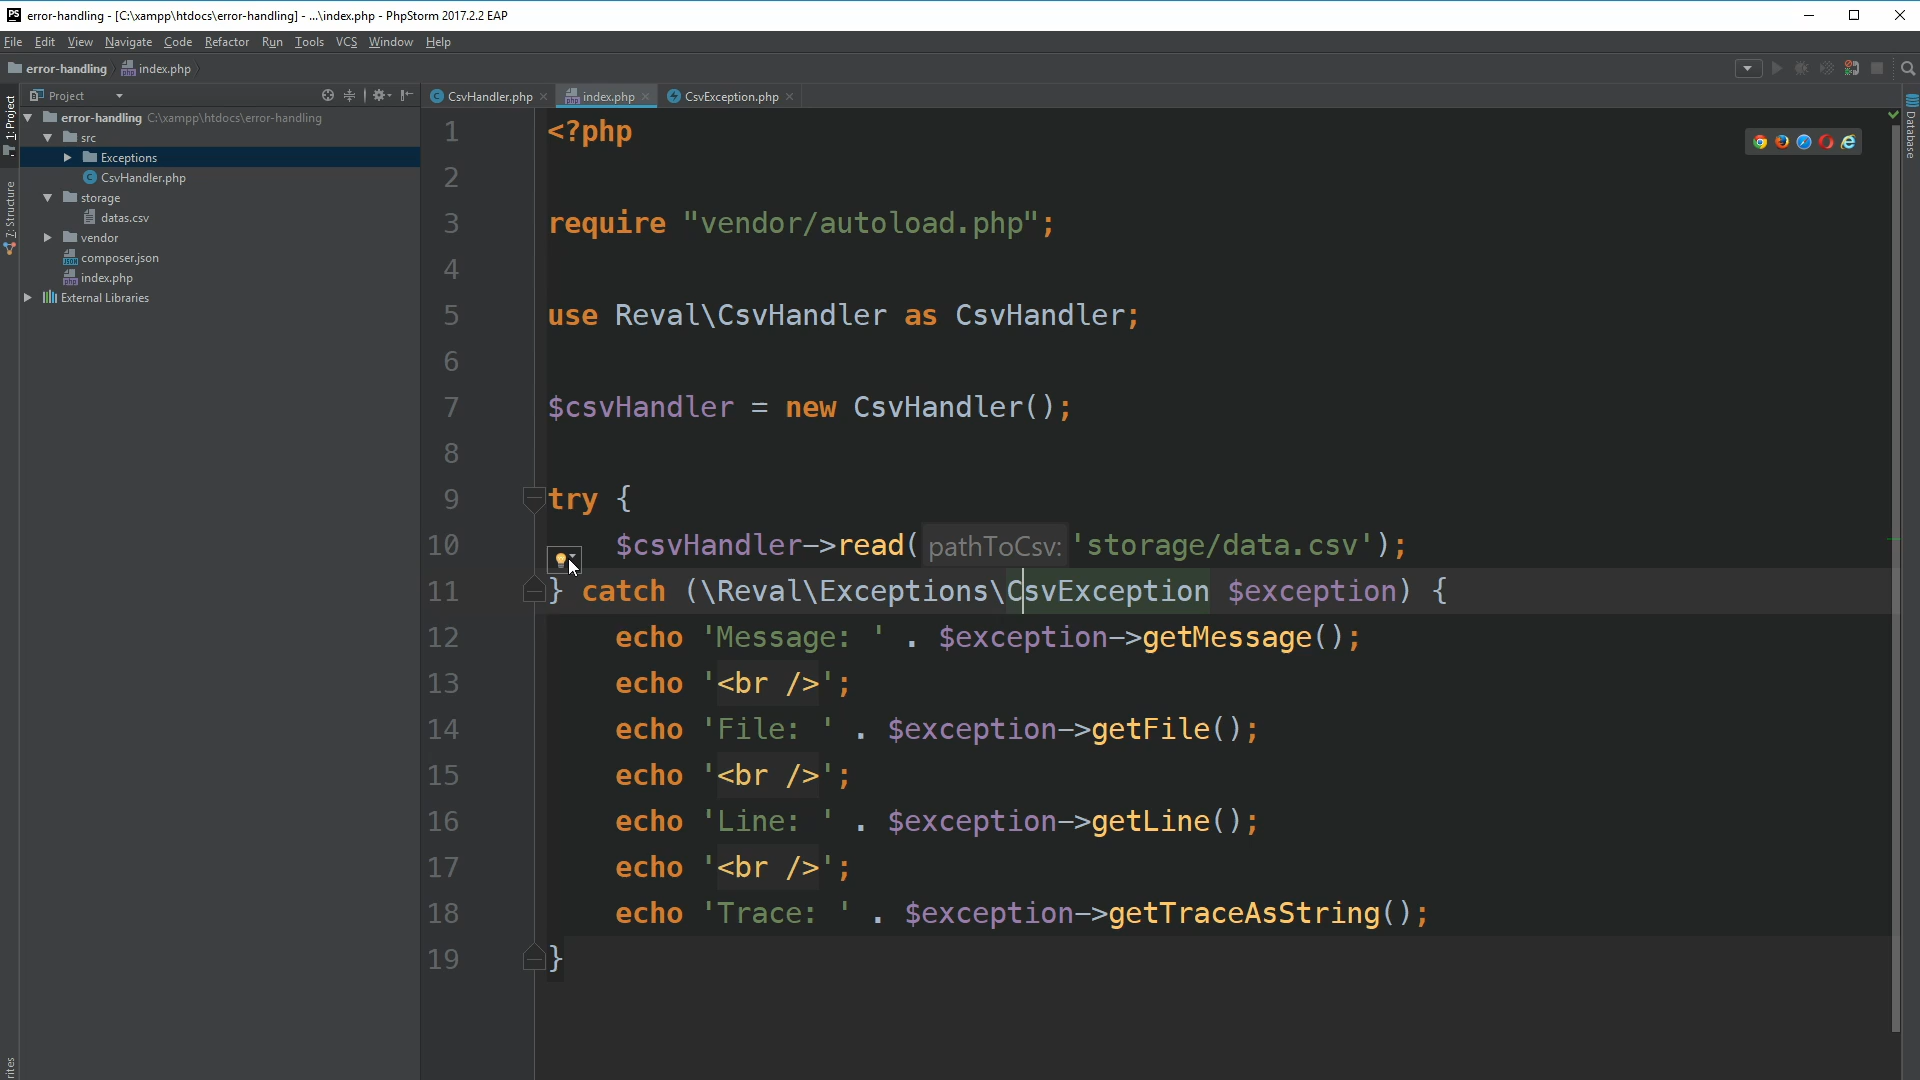 error-handling - [C:\xampp\htdocs\error-handling] - ...\index.php - PhpStorm 2017.2.2 EAP
File Edit View Navigate Code Refactor Run Tools VCS Window Help
error-handling index.php
Project
CsvHandler.php index.php CsvException.php
1: Project
7: Structure
rites
Database
error-handling C:\xampp\htdocs\error-handling
src
Exceptions
CsvHandler.php
storage
datas.csv
vendor
composer.json
index.php
External Libraries
1 <?php
2
3 require "vendor/autoload.php";
4
5 use Reval\CsvHandler as CsvHandler;
6
7 $csvHandler = new CsvHandler();
8
9 try {
10 $csvHandler->read( pathToCsv: 'storage/data.csv');
11 } catch (\Reval\Exceptions\CsvException $exception) {
12 echo 'Message: ' . $exception->getMessage();
13 echo '<br />';
14 echo 'File: ' . $exception->getFile();
15 echo '<br />';
16 echo 'Line: ' . $exception->getLine();
17 echo '<br />';
18 echo 'Trace: ' . $exception->getTraceAsString();
19 }